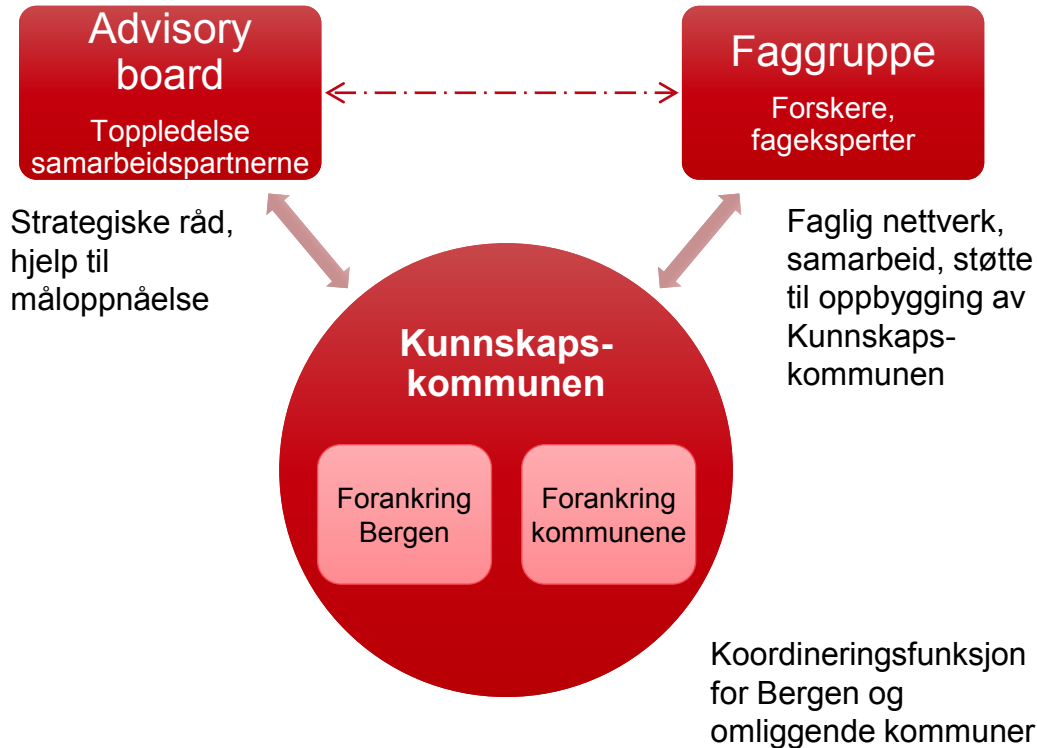 Advisory
board
Toppledelse
samarbeidspartnerne
Faggruppe
Forskere,
fageksperter
Strategiske råd,
hjelp til
måloppnåelse
Faglig nettverk,
samarbeid, støtte
til oppbygging av
Kunnskaps-
kommunen
Kunnskaps-
kommunen
Forankring
Bergen
Forankring
kommunene
Koordineringsfunksjon
for Bergen og
omliggende kommuner